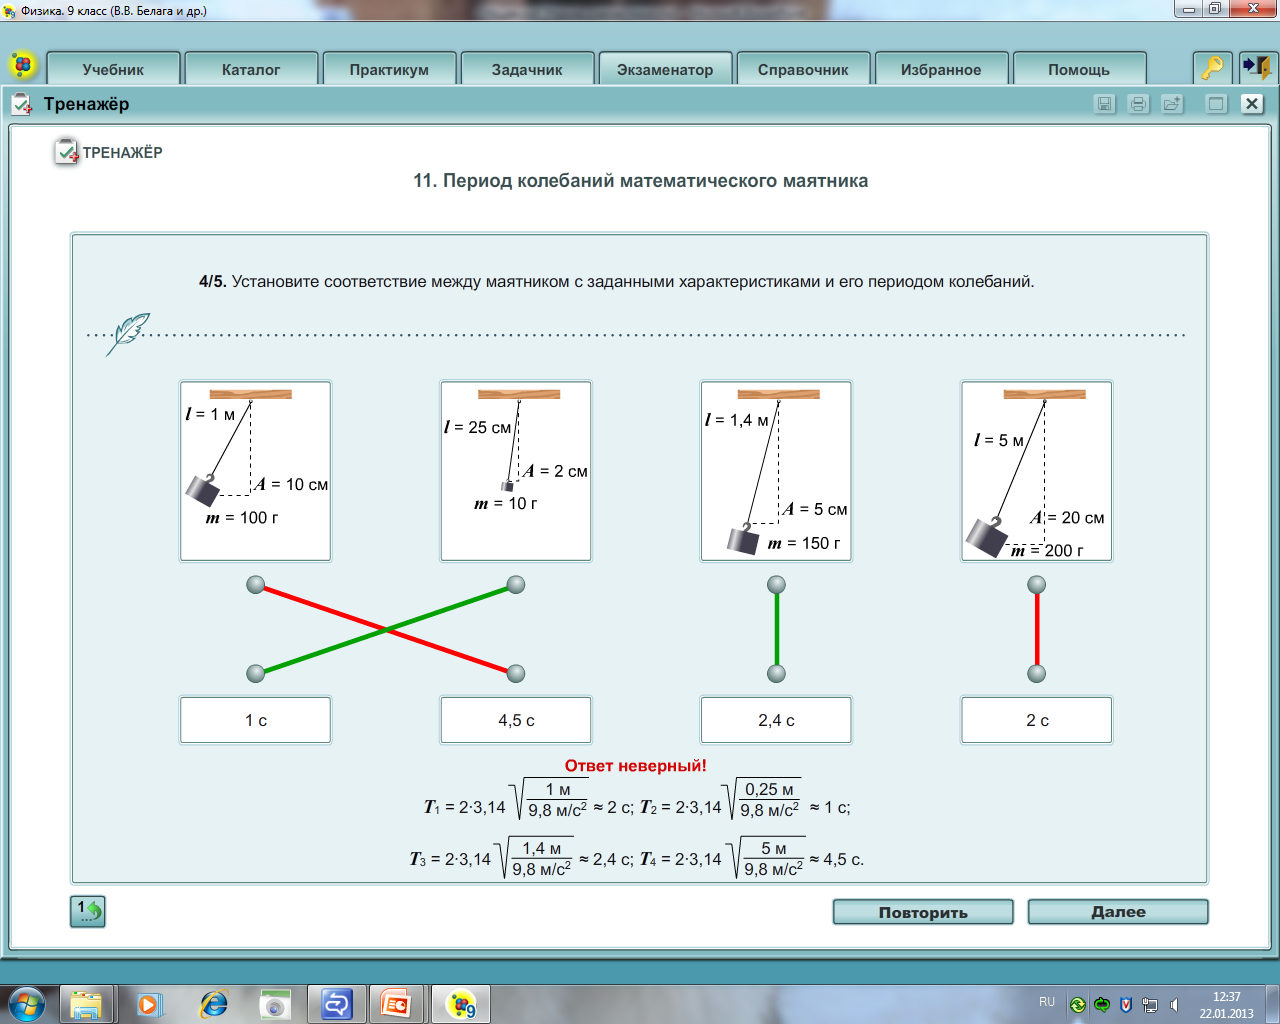 Физика. 9 класс (В.В. Белага и др.)
Учебник Каталог Практикум Задачник Экзаменатор Справочник Избранное Помощь
Тренажёр
ТРЕНАЖЁР
11. Период колебаний математического маятника
4/5. Установите соответствие между маятником с заданными характеристиками и его периодом колебаний.
l = 1 м
A = 10 см
m = 100 г
l = 25 см
A = 2 см
m = 10 г
l = 1,4 м
A = 5 см
m = 150 г
l = 5 м
A = 20 см
m = 200 г
1 с 4,5 с 2,4 с 2 с
Ответ неверный!
T₁ = 2·3,14 √(1 м / 9,8 м/с²) ≈ 2 с; T₂ = 2·3,14 √(0,25 м / 9,8 м/с²) ≈ 1 с;
T₃ = 2·3,14 √(1,4 м / 9,8 м/с²) ≈ 2,4 с; T₄ = 2·3,14 √(5 м / 9,8 м/с²) ≈ 4,5 с.
1 ...
Повторить Далее
9
RU
12:37
22.01.2013